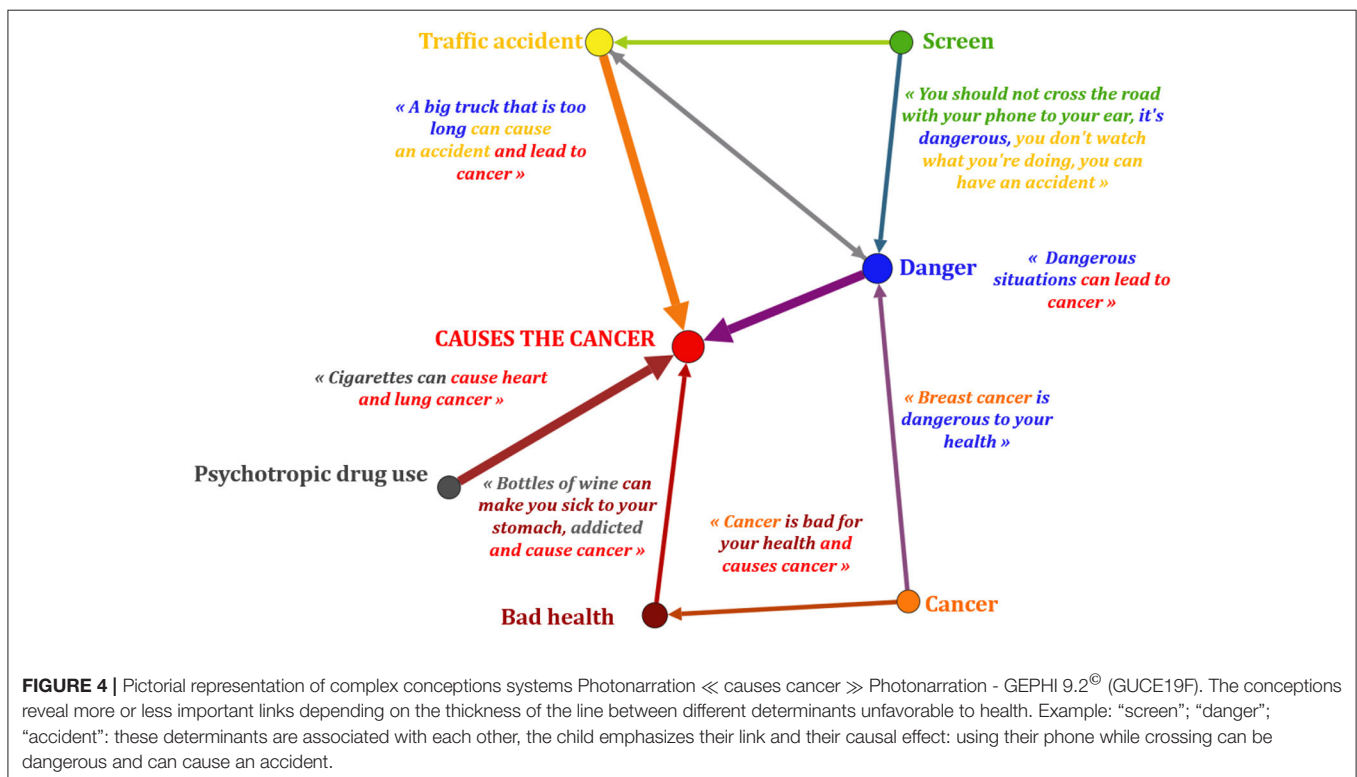 Traffic accident
Screen
« A big truck that is too
long can cause
an accident and lead to
cancer »
« You should not cross the road
with your phone to your ear, it's
dangerous, you don't watch
what you're doing, you can
have an accident »
Danger
« Dangerous
situations can lead to
cancer »
CAUSES THE CANCER
« Cigarettes can cause heart
and lung cancer »
« Breast cancer is
dangerous to your
health »
Psychotropic drug use
« Bottles of wine can
make you sick to your
stomach, addicted
and cause cancer »
« Cancer is bad for
your health and
causes cancer »
Bad health
Cancer
FIGURE 4 | Pictorial representation of complex conceptions systems Photonarration ≪ causes cancer ≫ Photonarration - GEPHI 9.2© (GUCE19F). The conceptions
reveal more or less important links depending on the thickness of the line between different determinants unfavorable to health. Example: “screen”; “danger”;
“accident”: these determinants are associated with each other, the child emphasizes their link and their causal effect: using their phone while crossing can be
dangerous and can cause an accident.